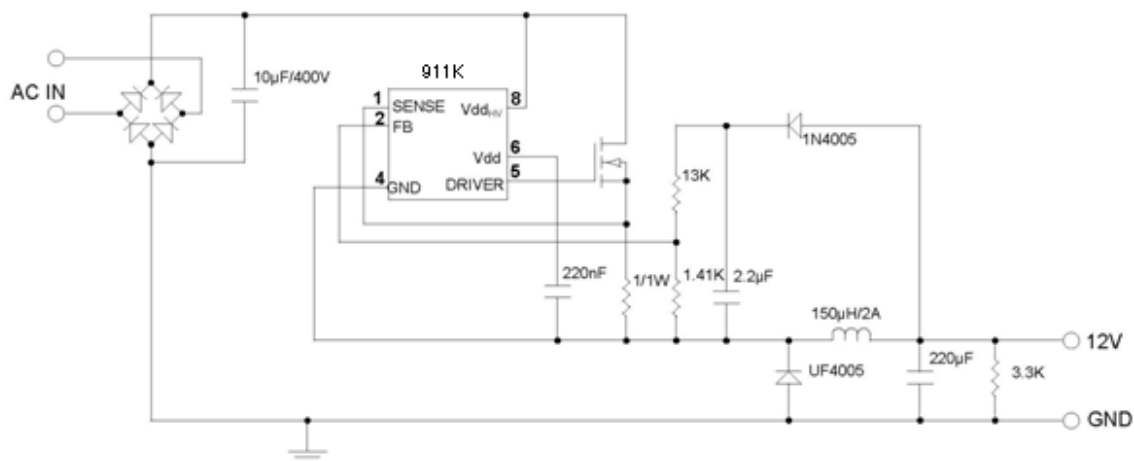 AC IN
10µF/400V
911K
1
SENSE
2
FB
4
GND
Vdd HV
8
Vdd
6
DRIVER
5
1N4005
13K
220nF
1/1W
1.41K
2.2µF
150µH/2A
12V
UF4005
220µF
3.3K
GND